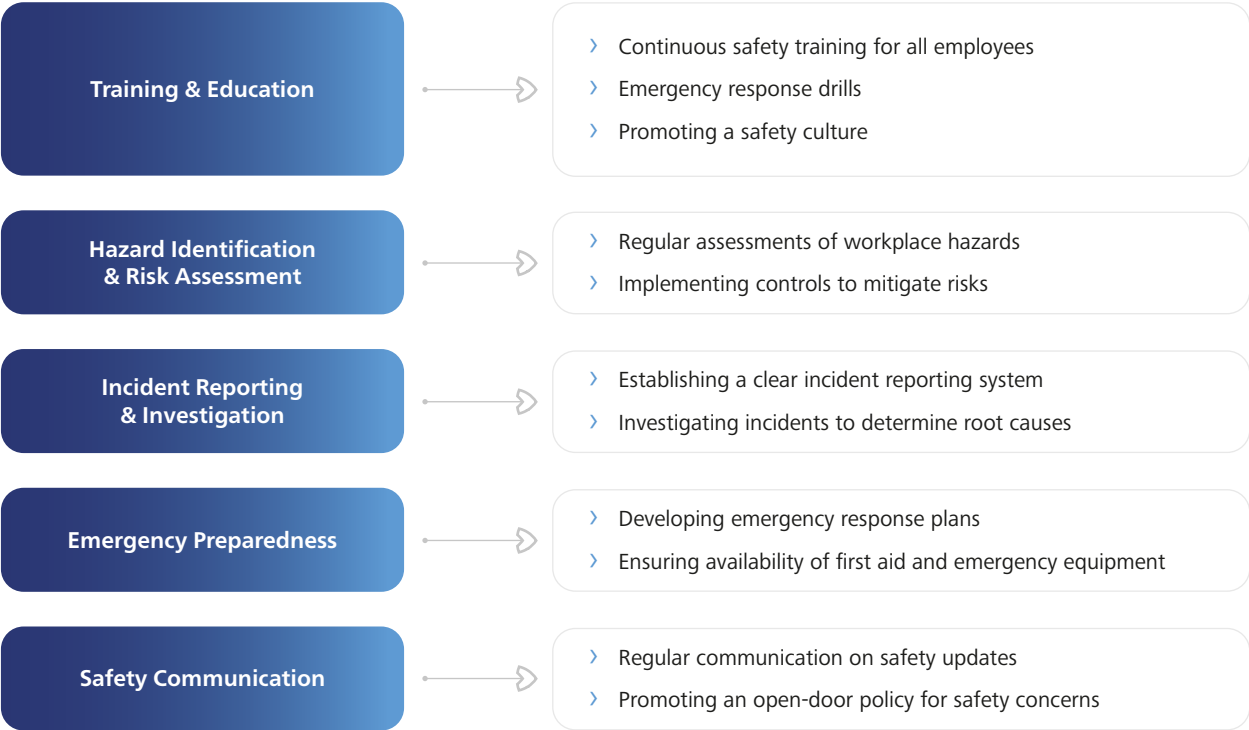 Training & Education
Continuous safety training for all employees
Emergency response drills
Promoting a safety culture
Hazard Identification
& Risk Assessment
Regular assessments of workplace hazards
Implementing controls to mitigate risks
Incident Reporting
& Investigation
Establishing a clear incident reporting system
Investigating incidents to determine root causes
Emergency Preparedness
Developing emergency response plans
Ensuring availability of first aid and emergency equipment
Safety Communication
Regular communication on safety updates
Promoting an open-door policy for safety concerns